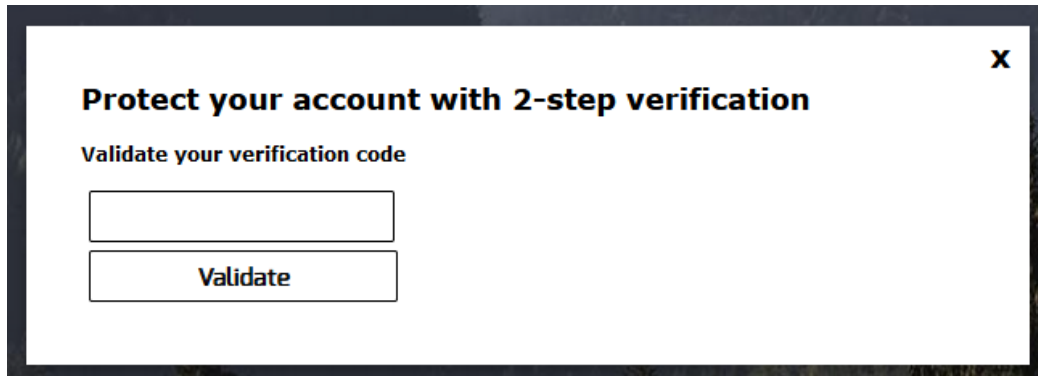 x
Protect your account with 2-step verification
Validate your verification code
Validate